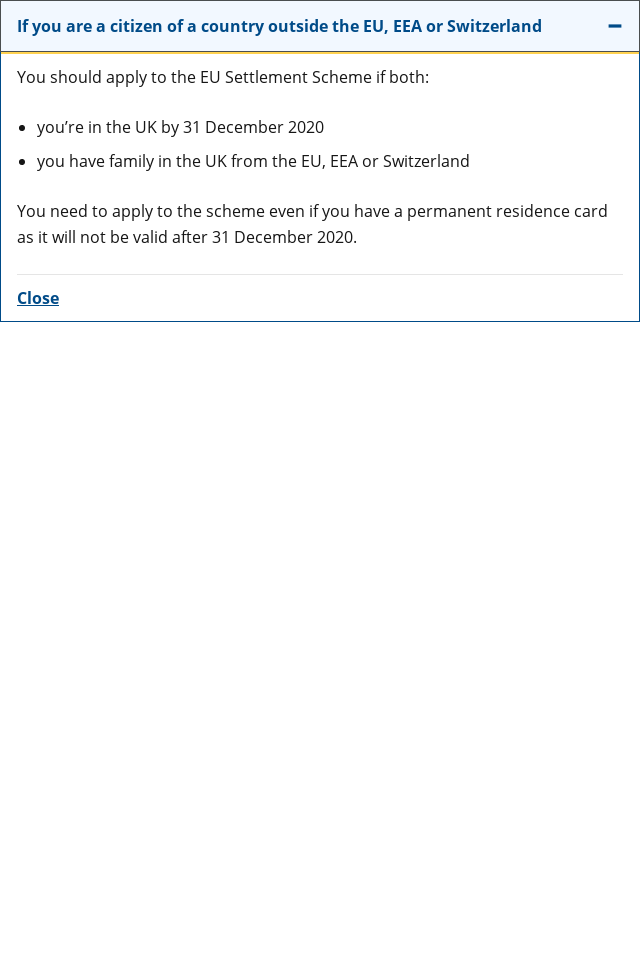 If you are a citizen of a country outside the EU, EEA or Switzerland
You should apply to the EU Settlement Scheme if both:
you’re in the UK by 31 December 2020
you have family in the UK from the EU, EEA or Switzerland
You need to apply to the scheme even if you have a permanent residence card
as it will not be valid after 31 December 2020.
Close